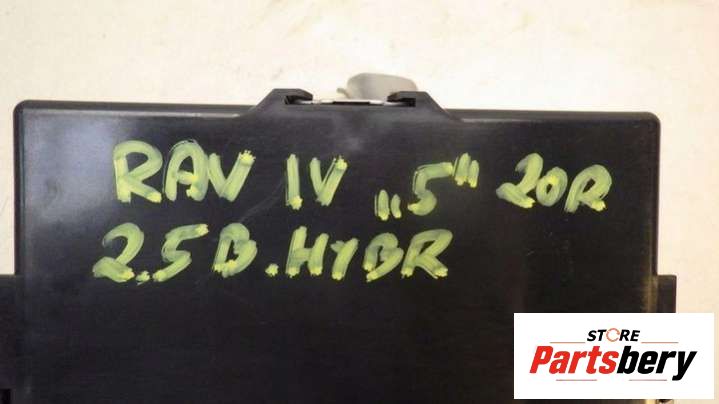 RAV IV „5" 20R
2.5B.HYBR
STORE
Partsbery